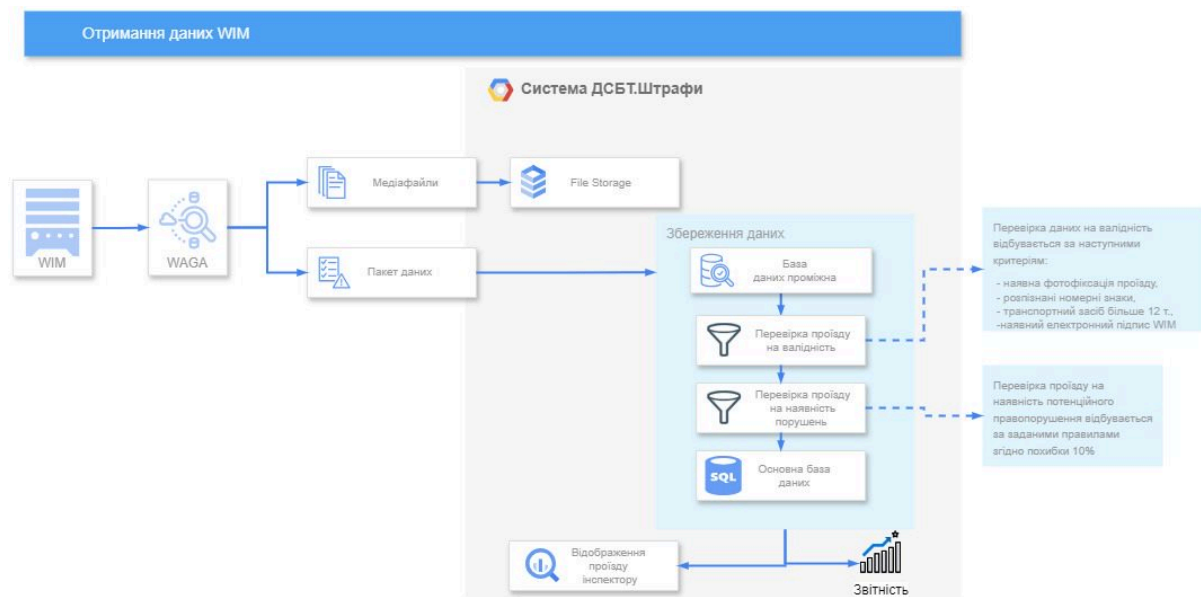 Отримання даних WIM
Система ДСБТ.Штрафи
Медіафайли
File Storage
WIM
WAGA
Пакет даних
Збереження даних
База
даних проміжна
Перевірка проїзду
на валідність
Перевірка проїзду
на наявність
порушень
SQL
Основна база
даних
Перевірка даних на валідність
відбувається за наступними
критеріям:
- наявна фотофіксація проїзду,
- розпізнані номерні знаки,
- транспортний засіб більше 12 т.,
-наявний електронний підпис WIM
Перевірка проїзду на
наявність потенційного
правопорушення відбувається
за заданими правилами
згідно похибки 10%
Відображення
проїзду
інспектору
Звітність